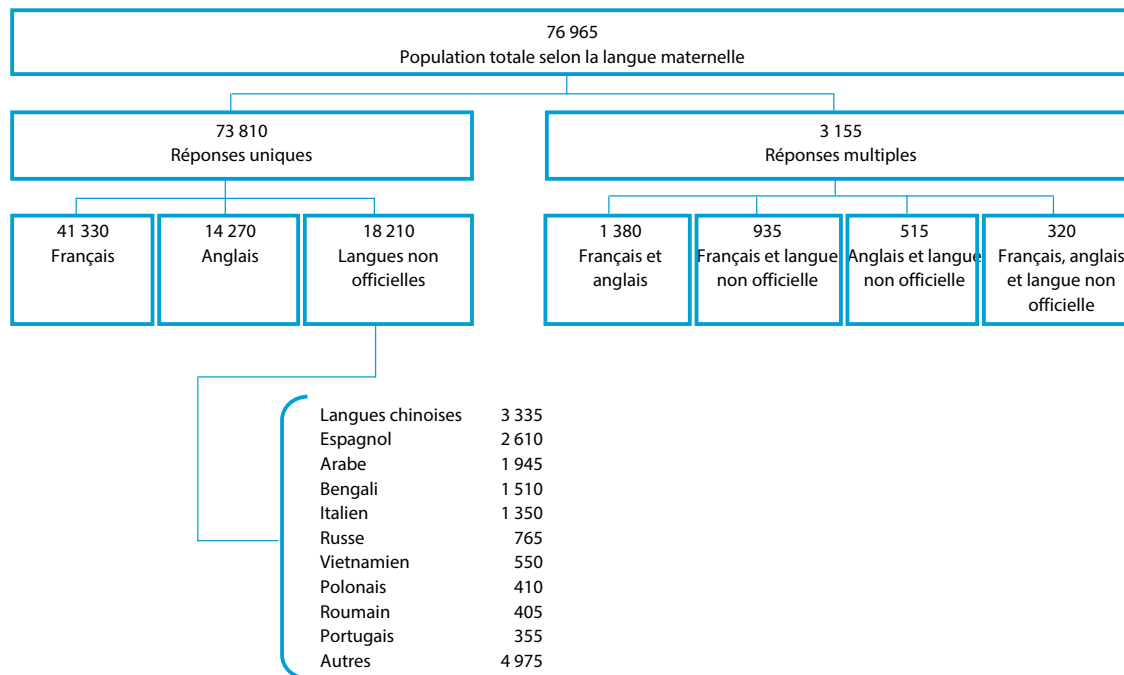 76 965
Population totale selon la langue maternelle
73 810
Réponses uniques
3 155
Réponses multiples
41 330
Français
14 270
Anglais
18 210
Langues non
officielles
1 380
Français et
anglais
935
Français et langue
non officielle
515
Anglais et langue
non officielle
320
Français, anglais
et langue non
officielle
Langues chinoises 3 335
Espagnol 2 610
Arabe 1 945
Bengali 1 510
Italien 1 350
Russe 765
Vietnamien 550
Polonais 410
Roumain 405
Portugais 355
Autres 4 975